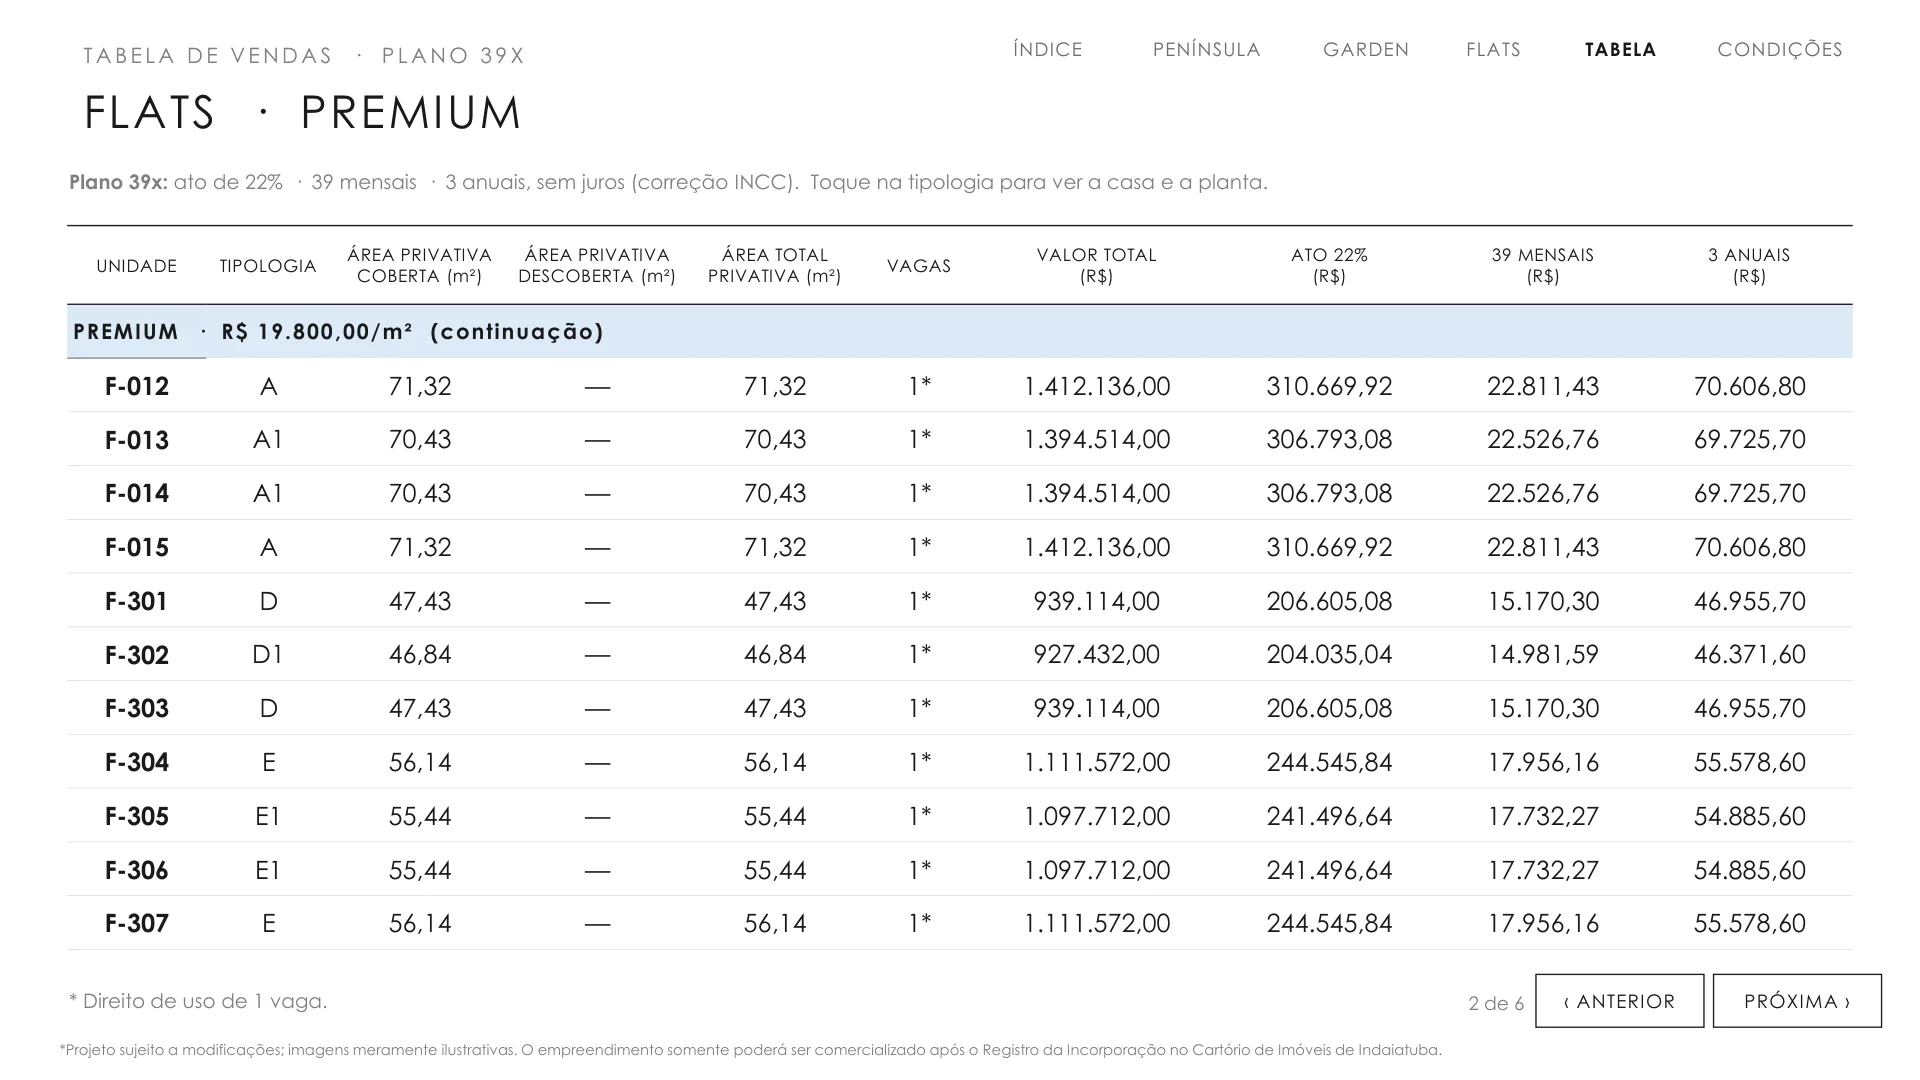 TABELA DE VENDAS · PLANO 39X
ÍNDICE PENÍNSULA GARDEN FLATS TABELA CONDIÇÕES
FLATS · PREMIUM
Plano 39x: ato de 22% · 39 mensais · 3 anuais, sem juros (correção INCC). Toque na tipologia para ver a casa e a planta.
UNIDADE TIPOLOGIA ÁREA PRIVATIVA COBERTA (m²) ÁREA PRIVATIVA DESCOBERTA (m²) ÁREA TOTAL PRIVATIVA (m²) VAGAS VALOR TOTAL (R$) ATO 22% (R$) 39 MENSAIS (R$) 3 ANUAIS (R$)
PREMIUM · R$ 19.800,00/m² (continuação)
F-012 A 71,32 — 71,32 1* 1.412.136,00 310.669,92 22.811,43 70.606,80
F-013 A1 70,43 — 70,43 1* 1.394.514,00 306.793,08 22.526,76 69.725,70
F-014 A1 70,43 — 70,43 1* 1.394.514,00 306.793,08 22.526,76 69.725,70
F-015 A 71,32 — 71,32 1* 1.412.136,00 310.669,92 22.811,43 70.606,80
F-301 D 47,43 — 47,43 1* 939.114,00 206.605,08 15.170,30 46.955,70
F-302 D1 46,84 — 46,84 1* 927.432,00 204.035,04 14.981,59 46.371,60
F-303 D 47,43 — 47,43 1* 939.114,00 206.605,08 15.170,30 46.955,70
F-304 E 56,14 — 56,14 1* 1.111.572,00 244.545,84 17.956,16 55.578,60
F-305 E1 55,44 — 55,44 1* 1.097.712,00 241.496,64 17.732,27 54.885,60
F-306 E1 55,44 — 55,44 1* 1.097.712,00 241.496,64 17.732,27 54.885,60
F-307 E 56,14 — 56,14 1* 1.111.572,00 244.545,84 17.956,16 55.578,60
* Direito de uso de 1 vaga.
2 de 6 ‹ ANTERIOR PRÓXIMA ›
*Projeto sujeito a modificações; imagens meramente ilustrativas. O empreendimento somente poderá ser comercializado após o Registro da Incorporação no Cartório de Imóveis de Indaiatuba.